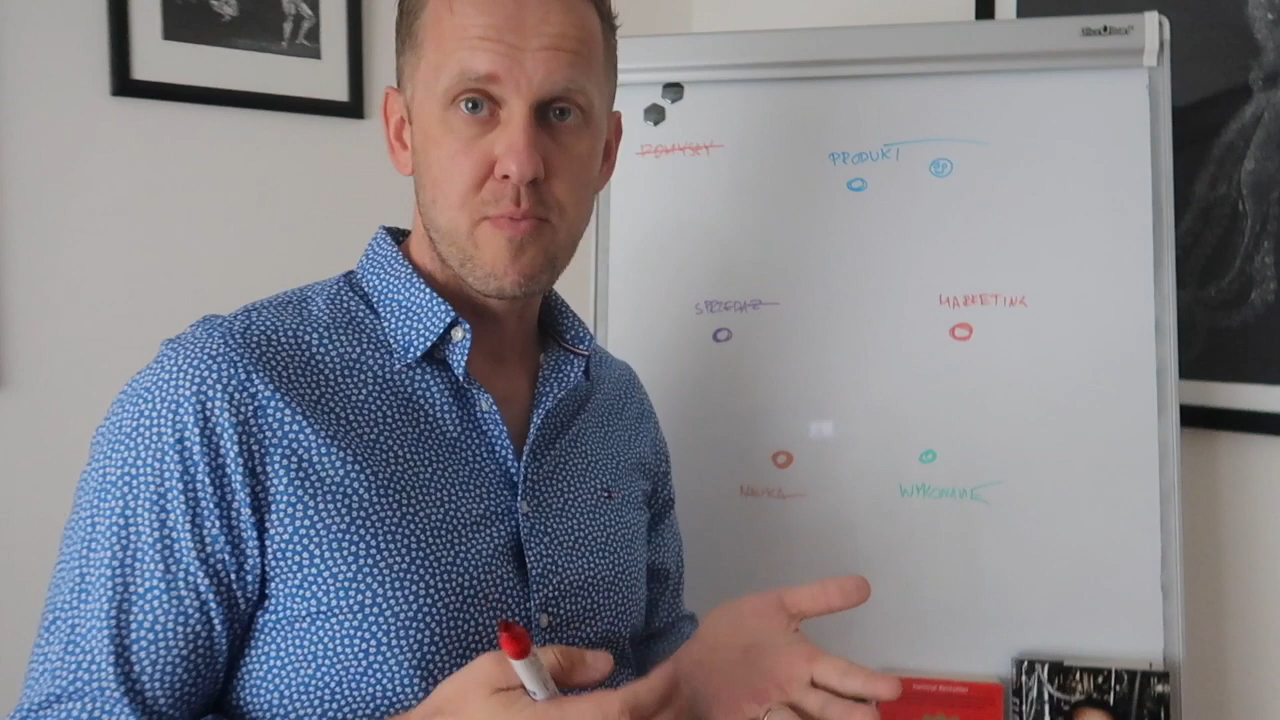 POMYSŁY
PRODUKT
SPRZEDAŻ
MARKETING
NAUKA
WYKONANIE